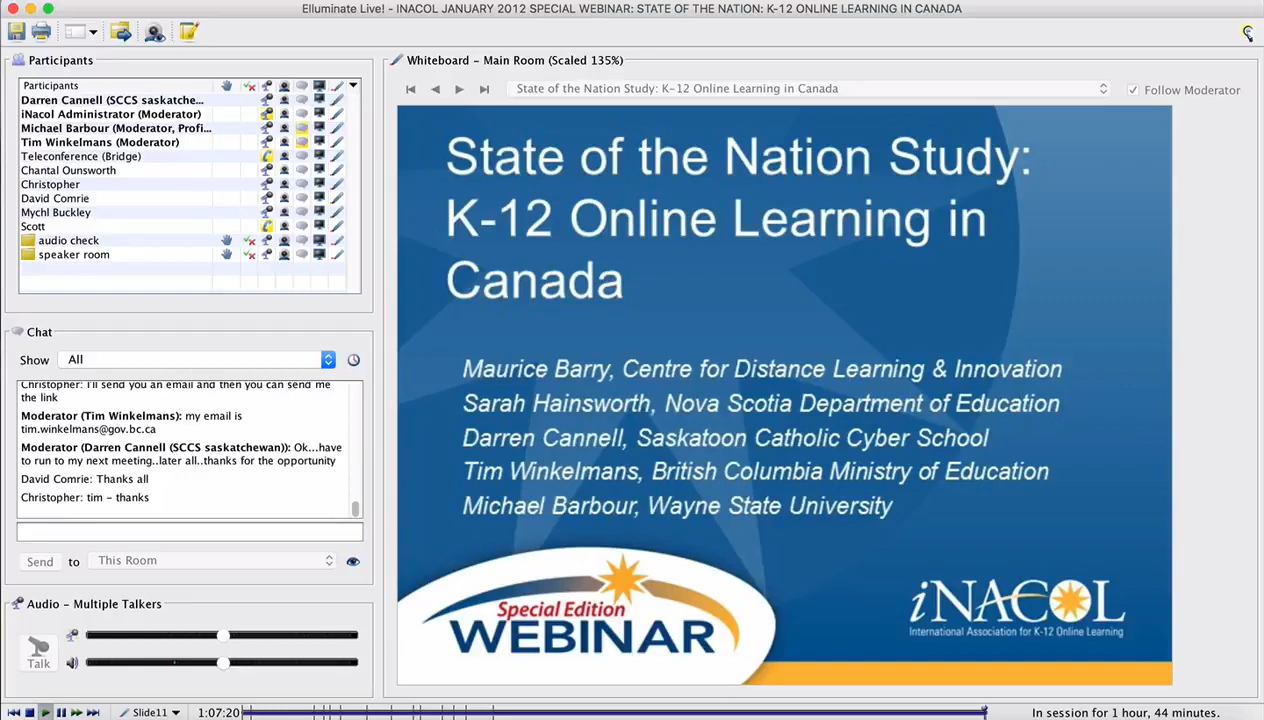 Elluminate Live! - INACOL JANUARY 2012 SPECIAL WEBINAR: STATE OF THE NATION: K-12 ONLINE LEARNING IN CANADA
Participants
Participants
Darren Cannell (SCCS saskatche...
iNacol Administrator (Moderator)
Michael Barbour (Moderator, Profi...
Tim Winkelmans (Moderator)
Teleconference (Bridge)
Chantal Ounsworth
Christopher
David Comrie
Mychl Buckley
Scott
audio check
speaker room
Chat
Show All
Christopher: I'll send you an email and then you can send me
the link
Moderator (Tim Winkelmans): my email is
tim.winkelmans@gov.bc.ca
Moderator (Darren Cannell (SCCS saskatchewan)): Ok...have
to run to my next meeting..later all..thanks for the opportunity
David Comrie: Thanks all
Christopher: tim - thanks
Send to This Room
Audio - Multiple Talkers
Talk
Whiteboard - Main Room (Scaled 135%)
State of the Nation Study: K-12 Online Learning in Canada
Follow Moderator
State of the Nation Study:
K-12 Online Learning in
Canada
Maurice Barry, Centre for Distance Learning & Innovation
Sarah Hainsworth, Nova Scotia Department of Education
Darren Cannell, Saskatoon Catholic Cyber School
Tim Winkelmans, British Columbia Ministry of Education
Michael Barbour, Wayne State University
Special Edition
WEBINAR
iNACOL
International Association for K-12 Online Learning
Slide11
1:07:20
In session for 1 hour, 44 minutes.